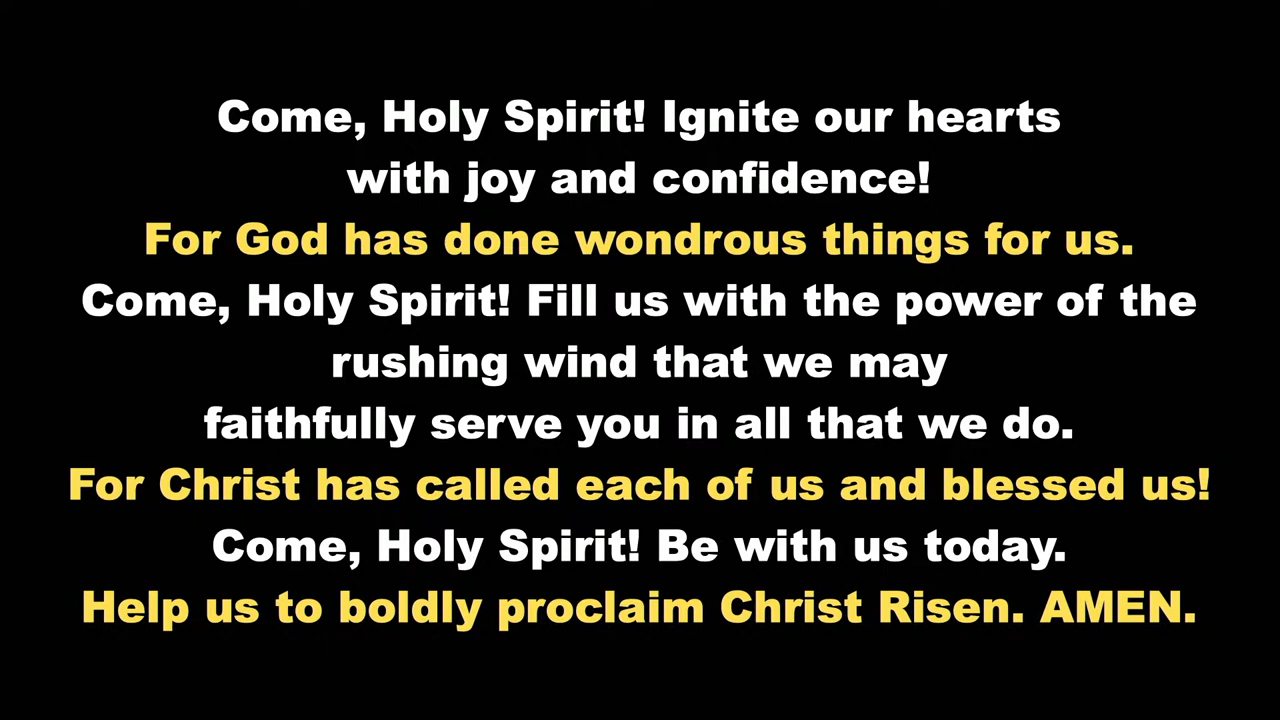 Come, Holy Spirit! Ignite our hearts
with joy and confidence!
For God has done wondrous things for us.
Come, Holy Spirit! Fill us with the power of the
rushing wind that we may
faithfully serve you in all that we do.
For Christ has called each of us and blessed us!
Come, Holy Spirit! Be with us today.
Help us to boldly proclaim Christ Risen. AMEN.